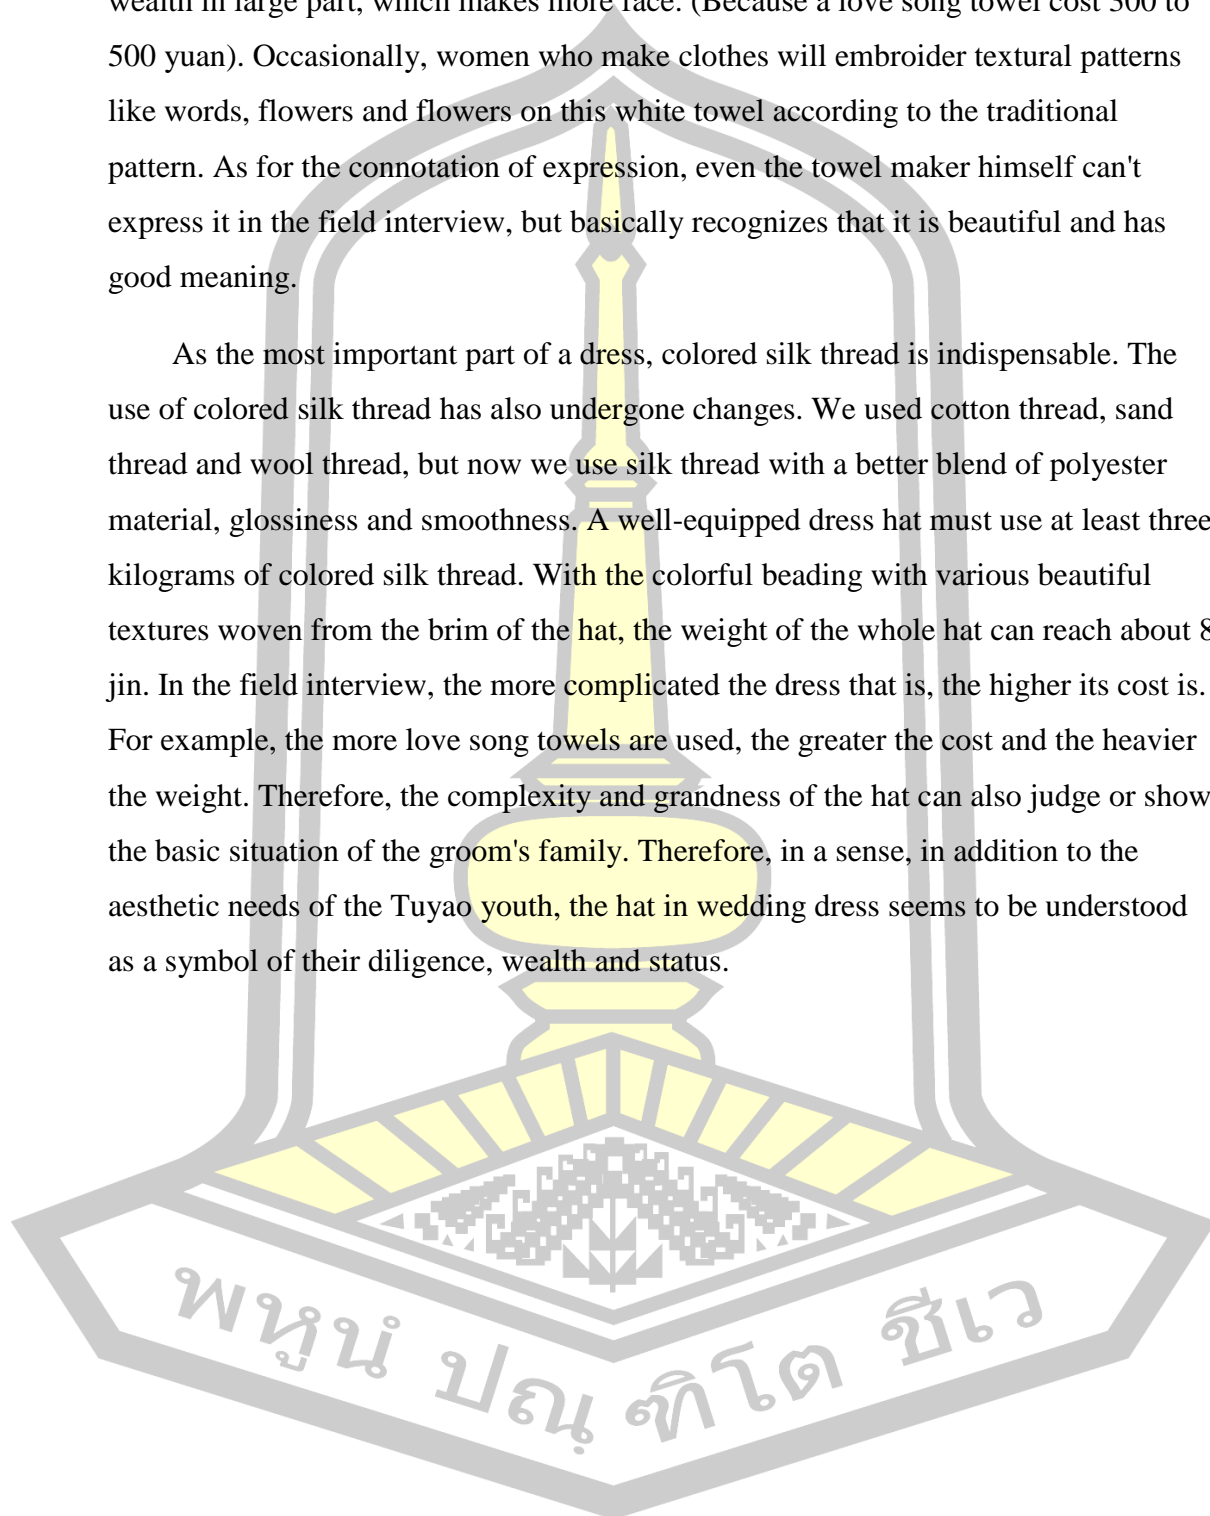 wealth in large part, which makes more face. (Because a love song towel cost 300 to
500 yuan). Occasionally, women who make clothes will embroider textural patterns
like words, flowers and flowers on this white towel according to the traditional
pattern. As for the connotation of expression, even the towel maker himself can't
express it in the field interview, but basically recognizes that it is beautiful and has
good meaning.
As the most important part of a dress, colored silk thread is indispensable. The
use of colored silk thread has also undergone changes. We used cotton thread, sand
thread and wool thread, but now we use silk thread with a better blend of polyester
material, glossiness and smoothness. A well-equipped dress hat must use at least three
kilograms of colored silk thread. With the colorful beading with various beautiful
textures woven from the brim of the hat, the weight of the whole hat can reach about 8
jin. In the field interview, the more complicated the dress that is, the higher its cost is.
For example, the more love song towels are used, the greater the cost and the heavier
the weight. Therefore, the complexity and grandness of the hat can also judge or show
the basic situation of the groom's family. Therefore, in a sense, in addition to the
aesthetic needs of the Tuyao youth, the hat in wedding dress seems to be understood
as a symbol of their diligence, wealth and status.
พหูนํ ปณฺฑิโต ชีเว